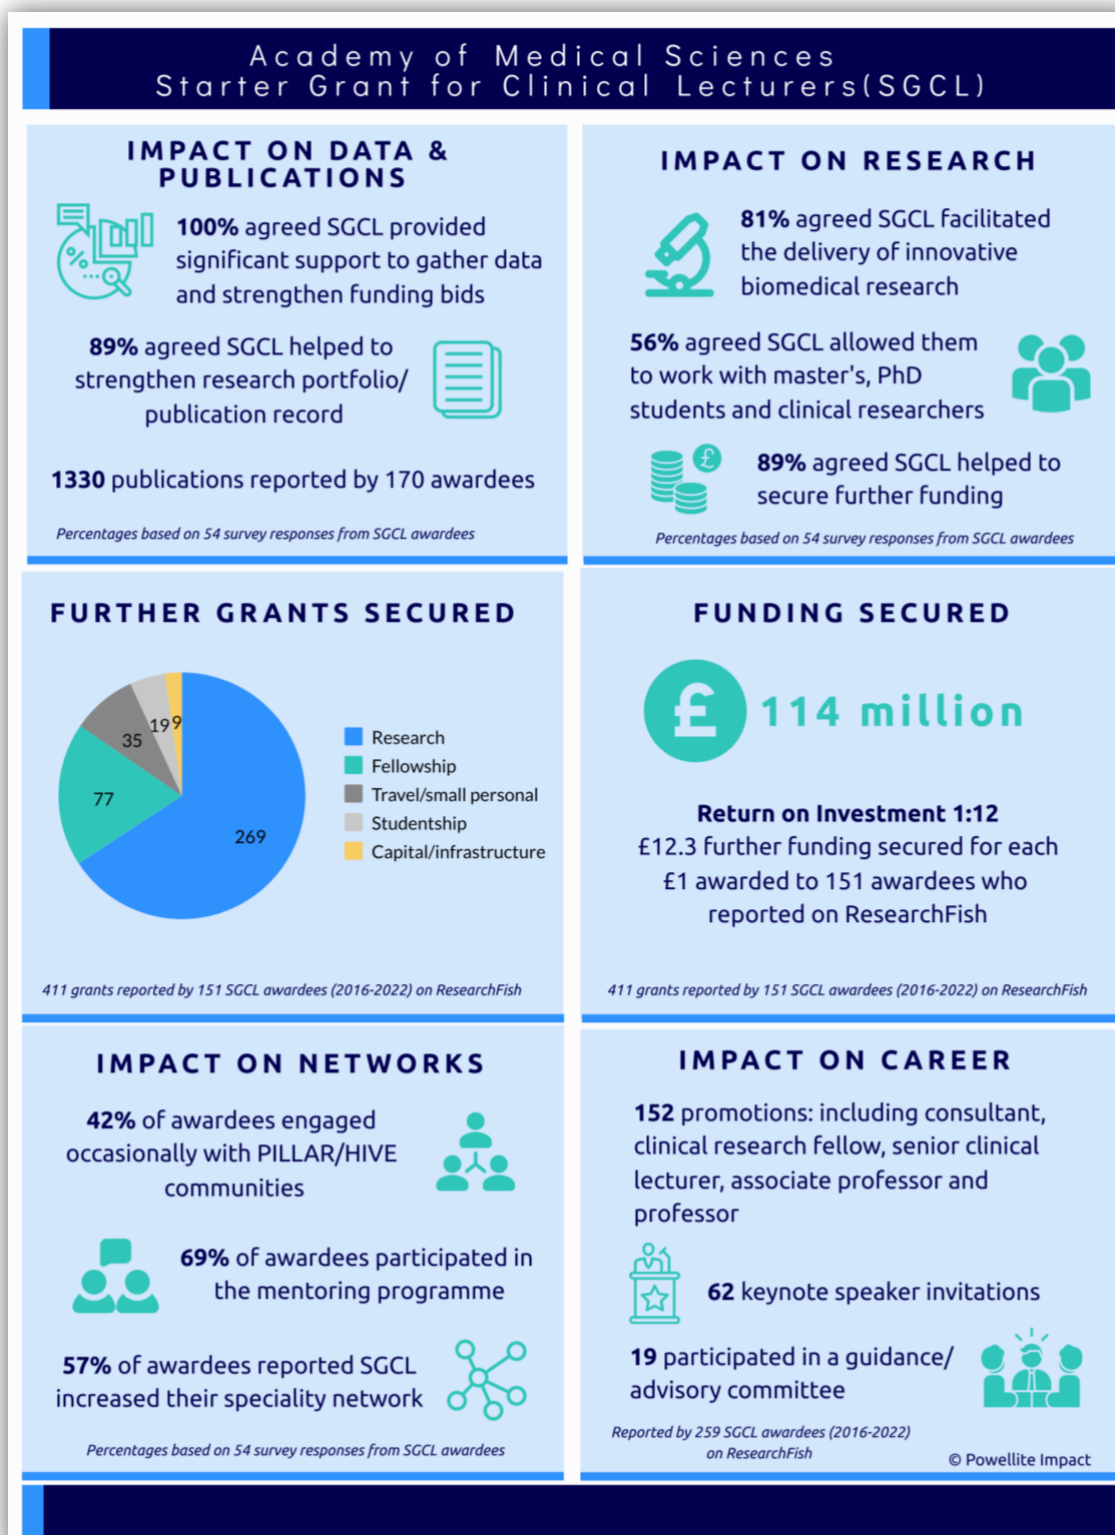 Academy of Medical Sciences
Starter Grant for Clinical Lecturers(SGCL)
IMPACT ON DATA &
PUBLICATIONS
100% agreed SGCL provided
significant support to gather data
and strengthen funding bids
%
89% agreed SGCL helped to
strengthen research portfolio/
publication record
1330 publications reported by 170 awardees
Percentages based on 54 survey responses from SGCL awardees
IMPACT ON RESEARCH
81% agreed SGCL facilitated
the delivery of innovative
biomedical research
56% agreed SGCL allowed them
to work with master's, PhD
students and clinical researchers
£
89% agreed SGCL helped to
secure further funding
Percentages based on 54 survey responses from SGCL awardees
FURTHER GRANTS SECURED
19
9
35
77
269
Research
Fellowship
Travel/small personal
Studentship
Capital/infrastructure
411 grants reported by 151 SGCL awardees (2016-2022) on ResearchFish
FUNDING SECURED
£ 114 million
Return on Investment 1:12
£12.3 further funding secured for each
£1 awarded to 151 awardees who
reported on ResearchFish
411 grants reported by 151 SGCL awardees (2016-2022) on ResearchFish
IMPACT ON NETWORKS
42% of awardees engaged
occasionally with PILLAR/HIVE
communities
69% of awardees participated in
the mentoring programme
57% of awardees reported SGCL
increased their speciality network
Percentages based on 54 survey responses from SGCL awardees
IMPACT ON CAREER
152 promotions: including consultant,
clinical research fellow, senior clinical
lecturer, associate professor and
professor
62 keynote speaker invitations
19 participated in a guidance/
advisory committee
Reported by 259 SGCL awardees (2016-2022)
on ResearchFish
© Powellite Impact